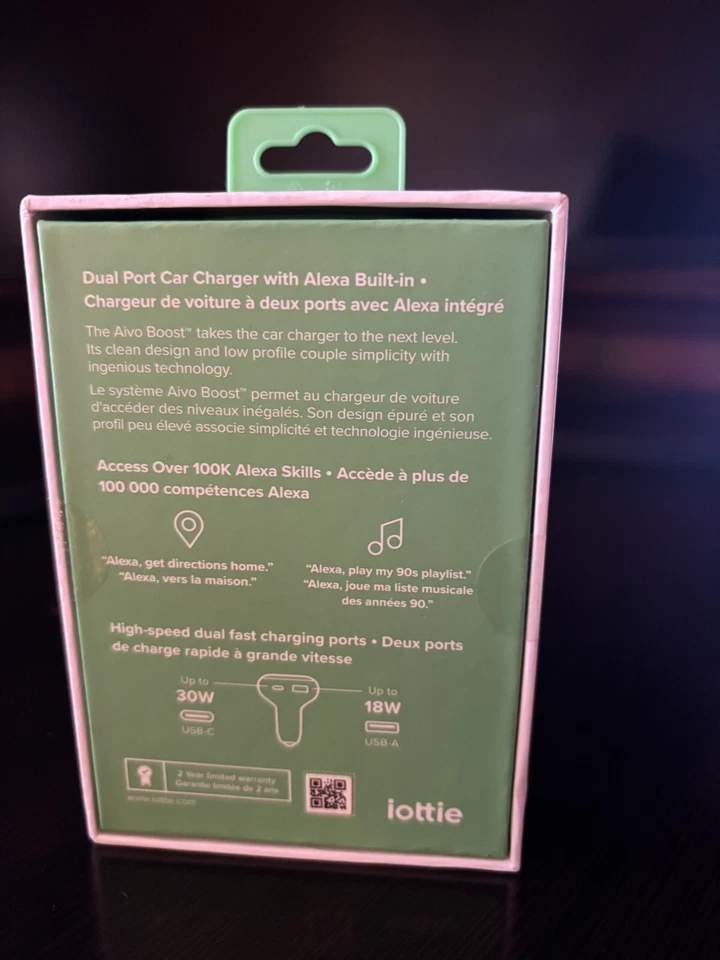 Dual Port Car Charger with Alexa Built-in •
Chargeur de voiture à deux ports avec Alexa intégré
The Aivo Boost™ takes the car charger to the next level.
Its clean design and low profile couple simplicity with
ingenious technology.
Le système Aivo Boost™ permet au chargeur de voiture
d'accéder des niveaux inégalés. Son design épuré et son
profil peu élevé associe simplicité et technologie ingénieuse.
Access Over 100K Alexa Skills • Accède à plus de
100 000 compétences Alexa
“Alexa, get directions home.”
“Alexa, vers la maison.”
“Alexa, play my 90s playlist.”
“Alexa, joue ma liste musicale
des années 90.”
High-speed dual fast charging ports • Deux ports
de charge rapide à grande vitesse
Up to
30W
USB-C
Up to
18W
USB-A
2 Year limited warranty
Garantie limitée de 2 ans
www.iottie.com
iottie